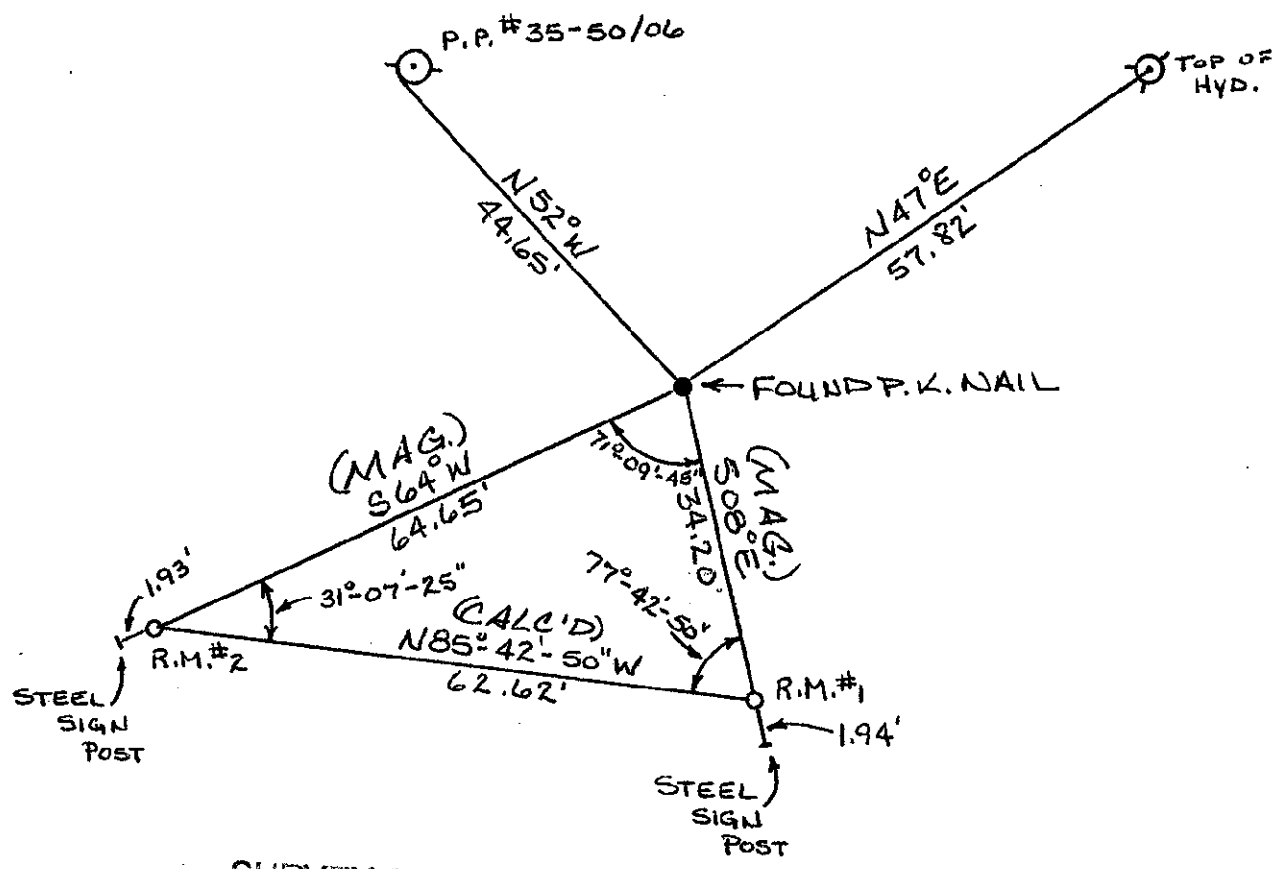 P.P. #35-50/06
TOP OF
HYD.
N52°W
44.65'
N47°E
57.82'
← FOUND P.K. NAIL
(MAG.)
S64°W
64.65'
71°-09'-45"
(MAG.)
S08°E
34.20'
1.93'
31°-07'-25"
77°-42'-50"
(CALC'D)
N85°-42'-50"W
62.62'
R.M.#2
R.M.#1
STEEL
SIGN
POST
1.94'
STEEL
SIGN
POST